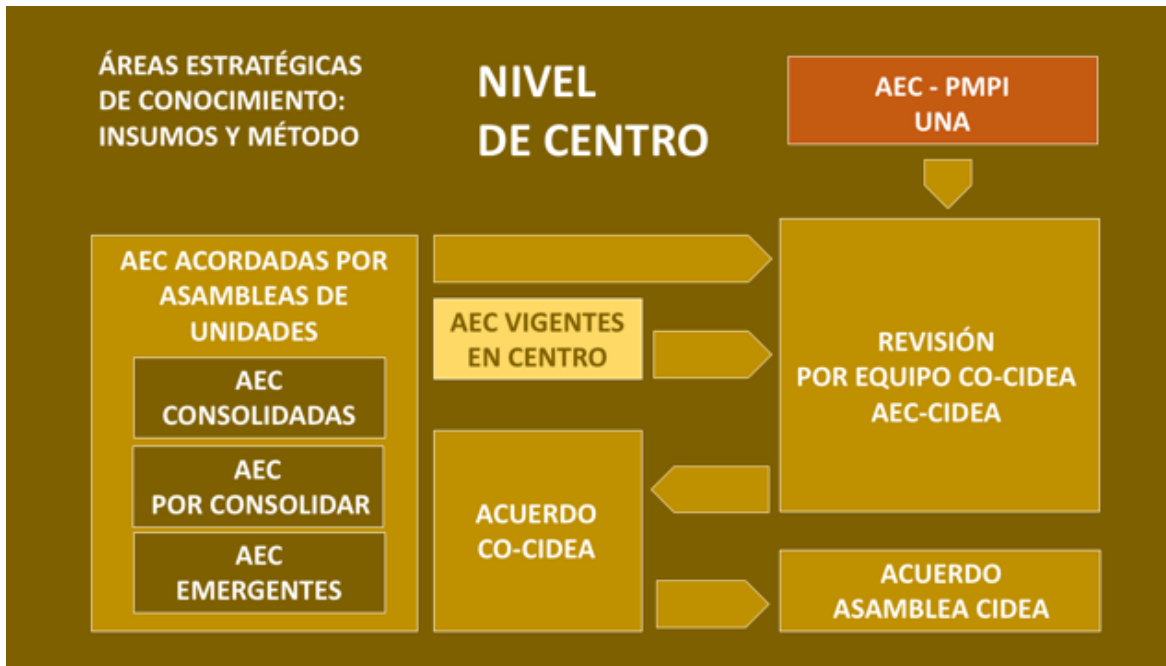 ÁREAS ESTRATÉGICAS
DE CONOCIMIENTO:
INSUMOS Y MÉTODO
NIVEL
DE CENTRO
AEC - PMPI
UNA
AEC ACORDADAS POR
ASAMBLEAS DE
UNIDADES
AEC
CONSOLIDADAS
AEC
POR CONSOLIDAR
AEC
EMERGENTES
AEC VIGENTES
EN CENTRO
REVISIÓN
POR EQUIPO CO-CIDEA
AEC-CIDEA
ACUERDO
CO-CIDEA
ACUERDO
ASAMBLEA CIDEA